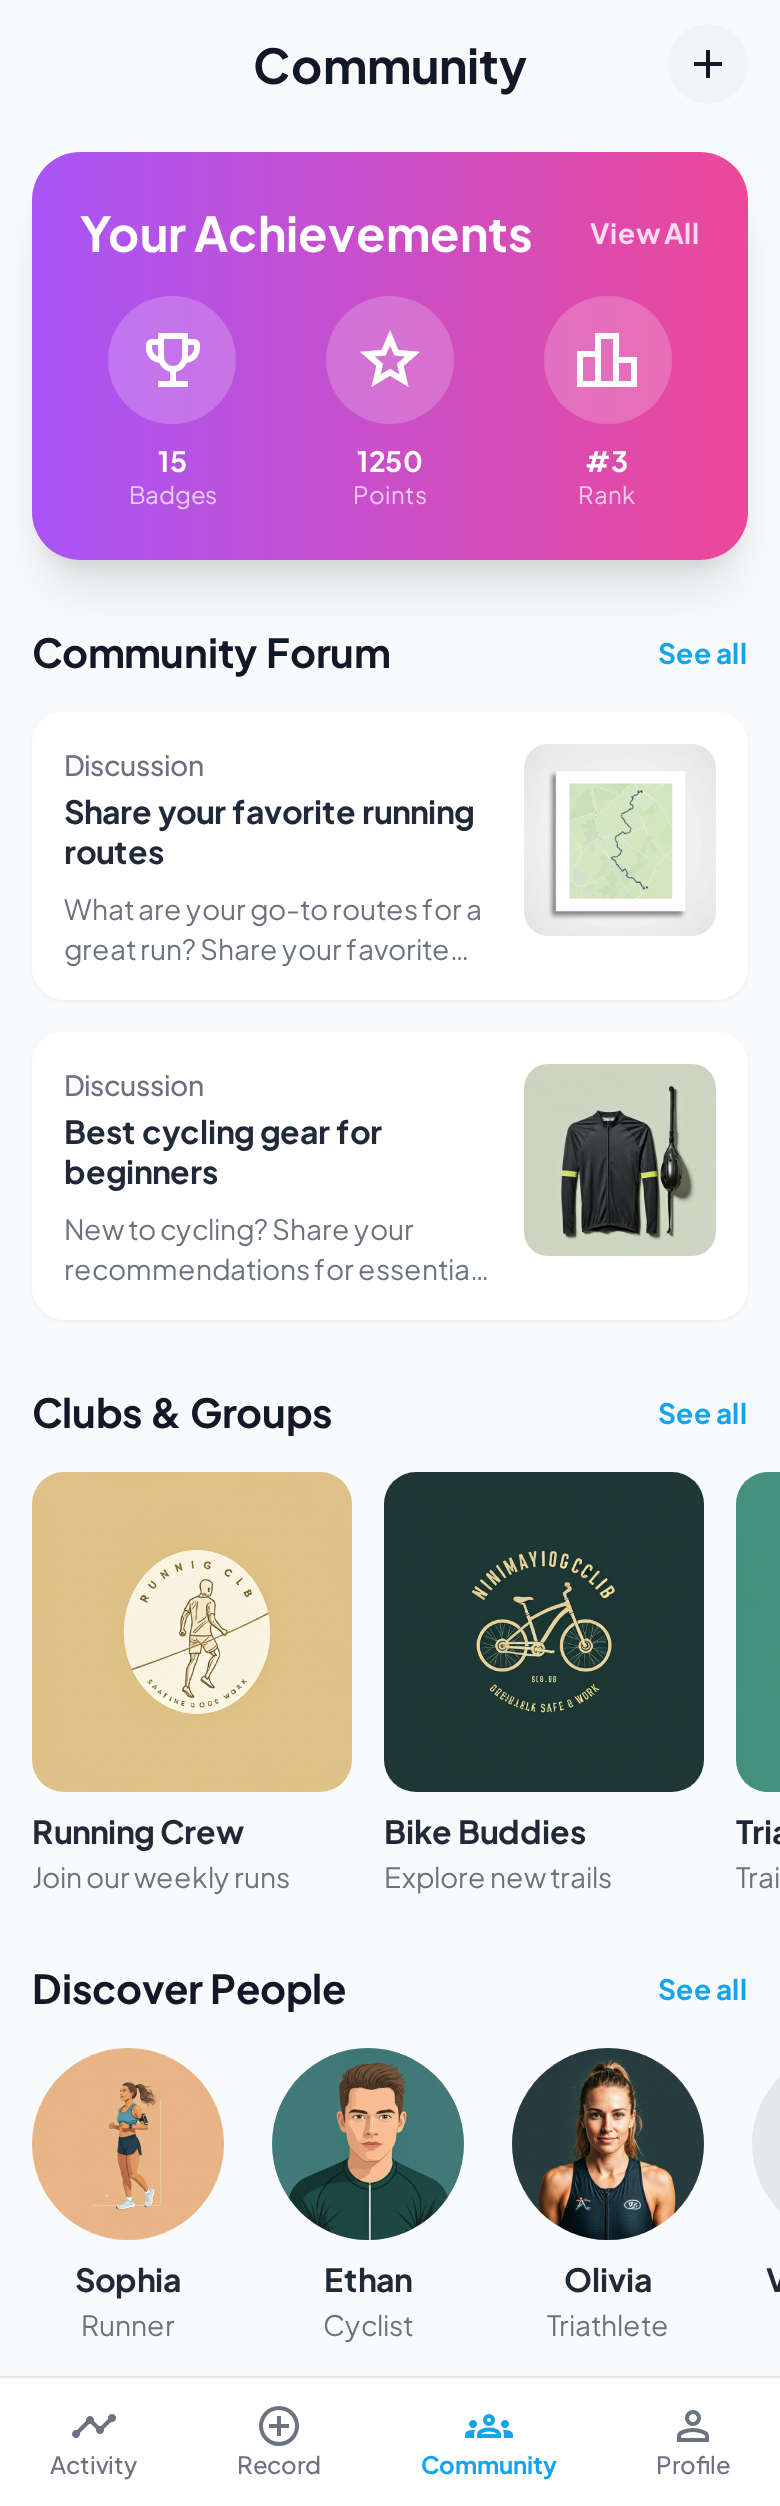 Community
Your Achievements
View All
15
Badges
1250
Points
#3
Rank
Community Forum
See all
Discussion
Share your favorite running
routes
What are your go-to routes for a
great run? Share your favorite...
Discussion
Best cycling gear for
beginners
New to cycling? Share your
recommendations for essentia...
Clubs & Groups
See all
RUNNIG CLB
NINIMAYIOGCCLIB
Running Crew
Join our weekly runs
Bike Buddies
Explore new trails
Tria
Trai
Discover People
See all
Sophia
Runner
Ethan
Cyclist
Olivia
Triathlete
Activity
Record
Community
Profile